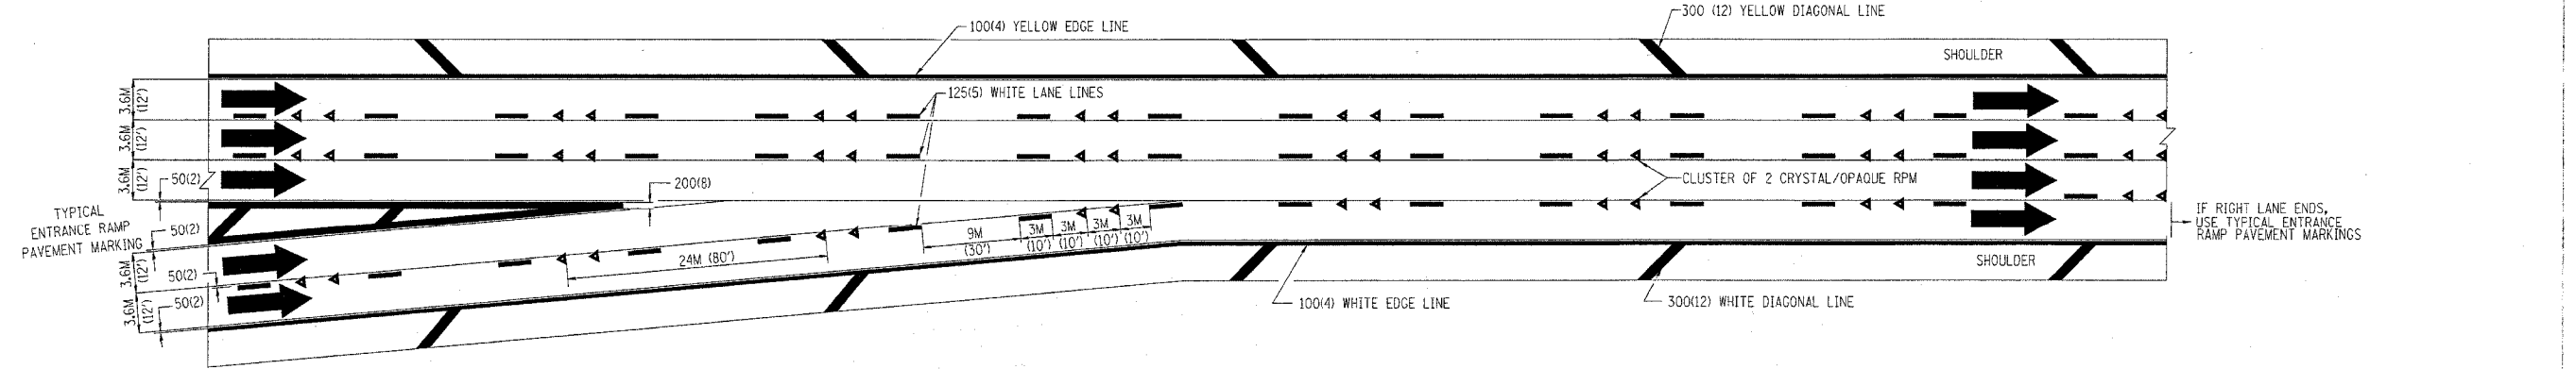 300 (12) YELLOW DIAGONAL LINE
100(4) YELLOW EDGE LINE
SHOULDER
3.6M
(12')
125(5) WHITE LANE LINES
3.6M
(12')
3.6M
(12')
50(2)
200(8)
CLUSTER OF 2 CRYSTAL/OPAQUE RPM
TYPICAL
ENTRANCE RAMP
PAVEMENT MARKING
50(2)
9M
(30')
3M
(10')
3M
(10')
3M
(10')
3M
(10')
IF RIGHT LANE ENDS,
USE TYPICAL ENTRANCE
RAMP PAVEMENT MARKINGS
24M (80')
SHOULDER
3.6M
(12')
50(2)
3.6M
(12')
50(2)
100(4) WHITE EDGE LINE
300(12) WHITE DIAGONAL LINE